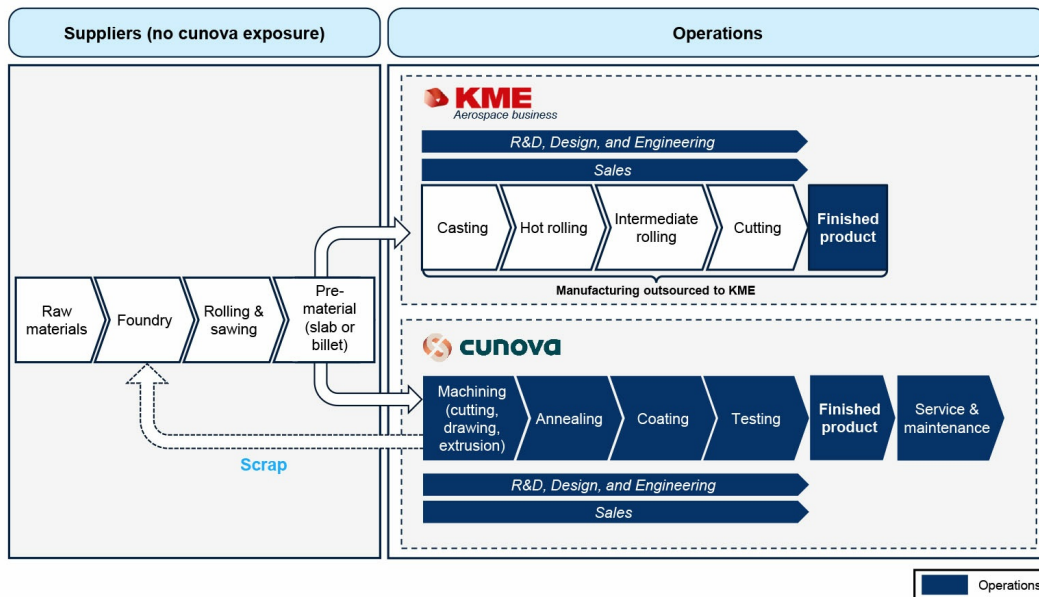 Suppliers (no cunova exposure)
Operations
KME
Aerospace business
R&D, Design, and Engineering
Sales
Casting
Hot rolling
Intermediate
rolling
Cutting
Finished
product
Manufacturing outsourced to KME
Raw
materials
Foundry
Rolling &
sawing
Pre-
material
(slab or
billet)
Scrap
cunova
Machining
(cutting,
drawing,
extrusion)
Annealing
Coating
Testing
Finished
product
Service &
maintenance
R&D, Design, and Engineering
Sales
Operations